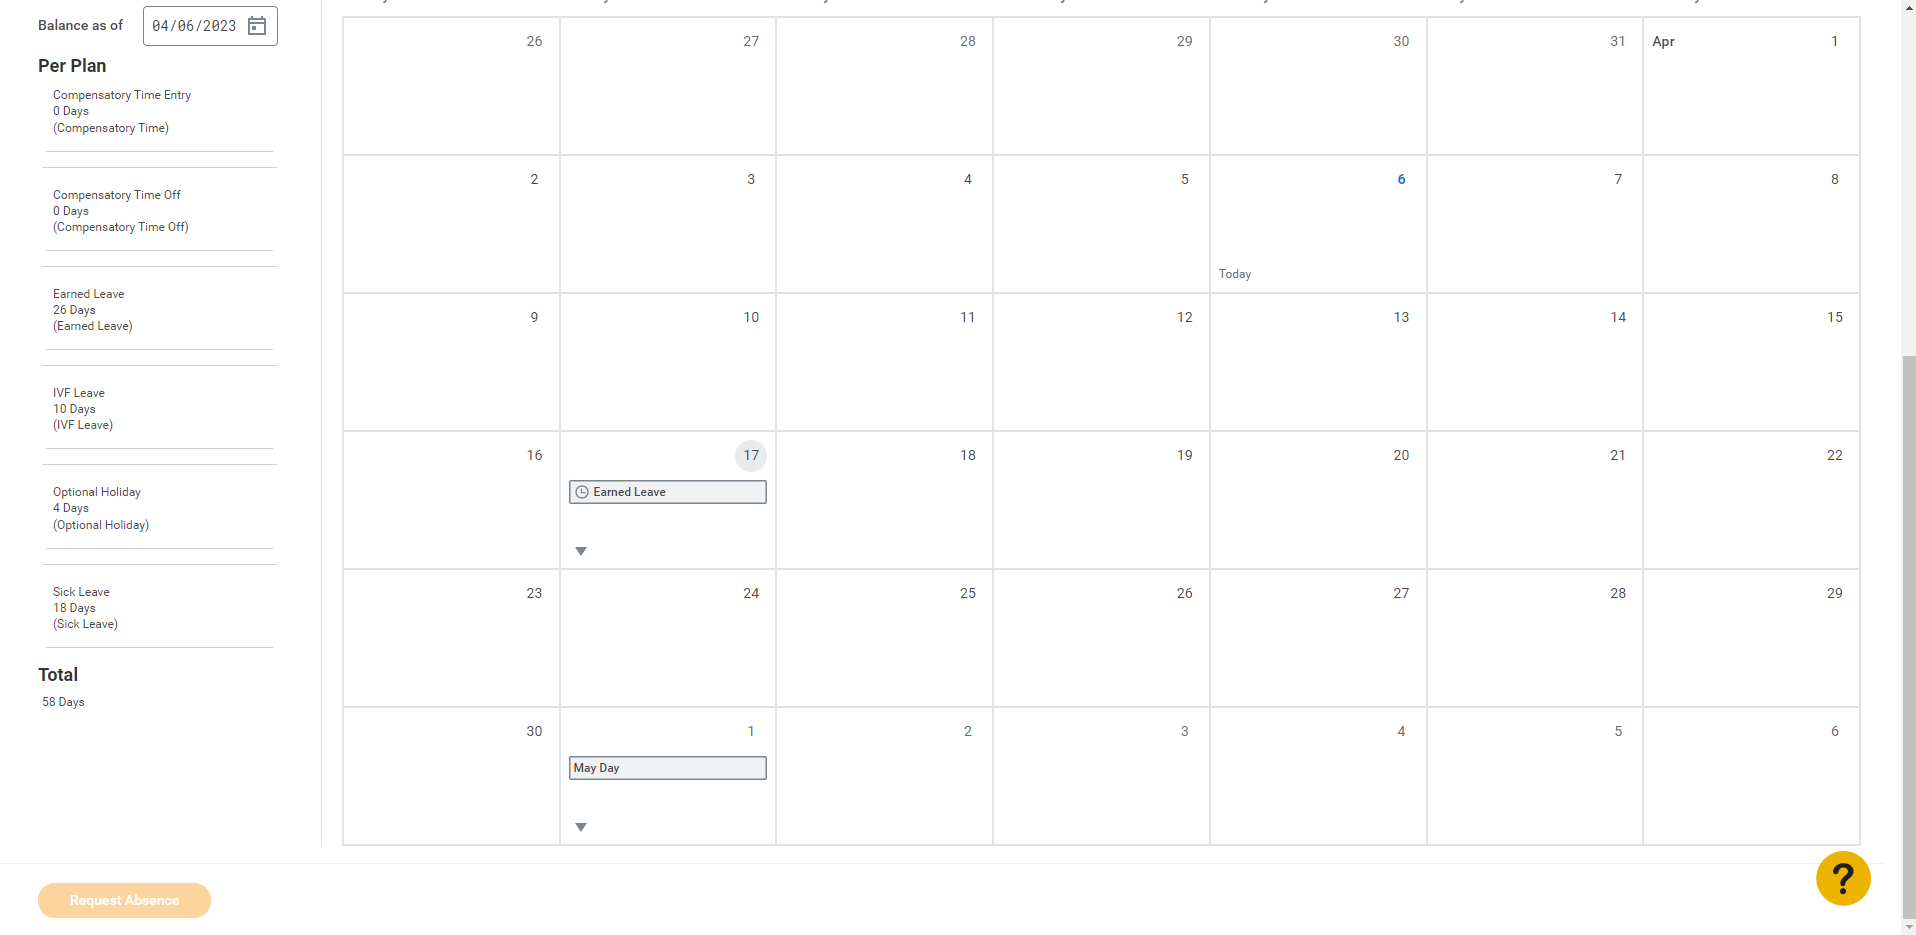 Balance as of 04/06/2023
Per Plan
Compensatory Time Entry
0 Days
(Compensatory Time)
Compensatory Time Off
0 Days
(Compensatory Time Off)
Earned Leave
26 Days
(Earned Leave)
IVF Leave
10 Days
(IVF Leave)
Optional Holiday
4 Days
(Optional Holiday)
Sick Leave
18 Days
(Sick Leave)
Total
58 Days
26 27 28 29 30 31 Apr 1
2 3 4 5 6 7 8
Today
9 10 11 12 13 14 15
16 17 18 19 20 21 22
Earned Leave
23 24 25 26 27 28 29
30 1 2 3 4 5 6
May Day
Request Absence
?